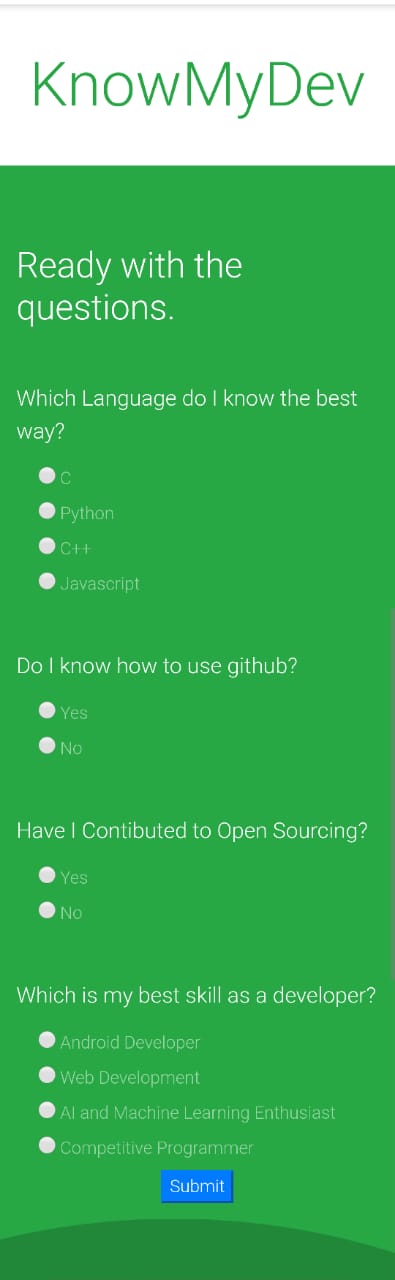 KnowMyDev
Ready with the
questions.
Which Language do I know the best
way?
C
Python
C++
Javascript
Do I know how to use github?
Yes
No
Have I Contibuted to Open Sourcing?
Yes
No
Which is my best skill as a developer?
Android Developer
Web Development
AI and Machine Learning Enthusiast
Competitive Programmer
Submit